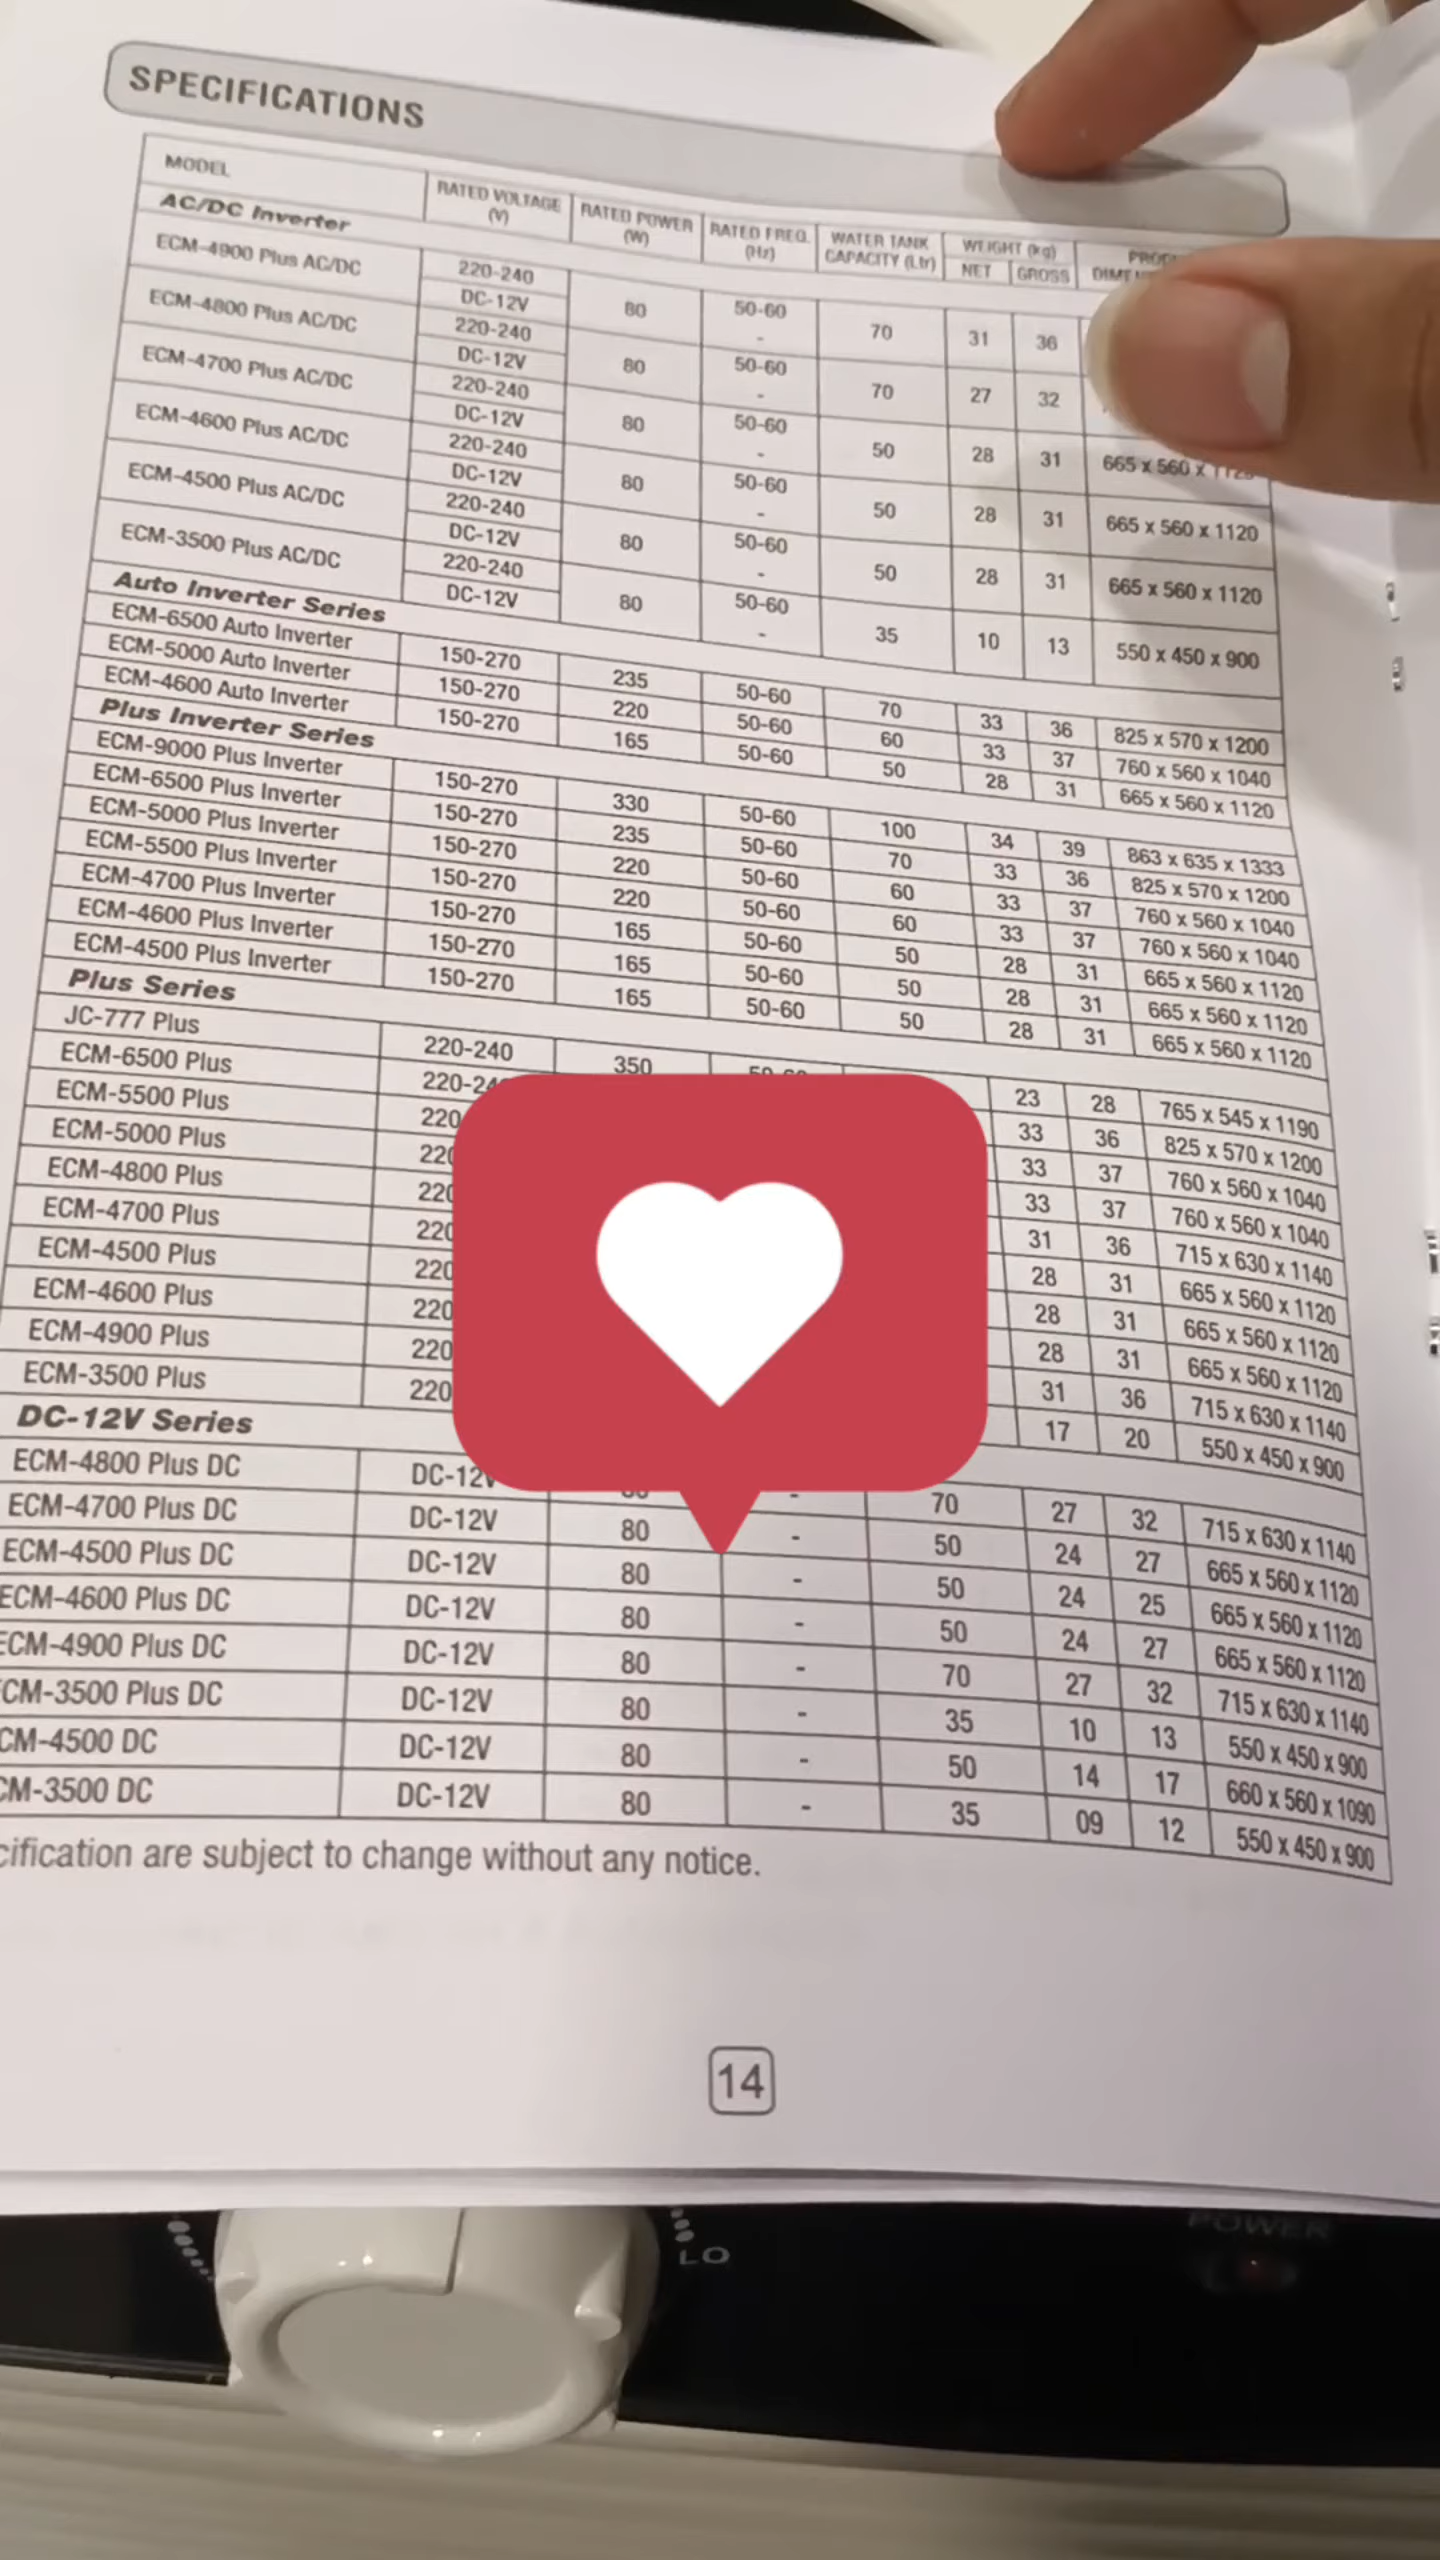 SPECIFICATIONS
MODEL RATED VOLTAGE (V) RATED POWER (W) RATED FREQ. (Hz) WATER TANK CAPACITY (Ltr) WEIGHT (kg) NET GROSS
AC/DC Inverter
ECM-4900 Plus AC/DC 220-240 DC-12V 80 50-60 - 70 31 36
ECM-4800 Plus AC/DC 220-240 DC-12V 80 50-60 - 70 27 32
ECM-4700 Plus AC/DC 220-240 DC-12V 80 50-60 - 50 28 31 665 x 560 x 1120
ECM-4600 Plus AC/DC 220-240 DC-12V 80 50-60 - 50 28 31 665 x 560 x 1120
ECM-4500 Plus AC/DC 220-240 DC-12V 80 50-60 - 50 28 31 665 x 560 x 1120
ECM-3500 Plus AC/DC 220-240 DC-12V 80 50-60 - 35 10 13 550 x 450 x 900
Auto Inverter Series
ECM-6500 Auto Inverter 150-270 235 50-60 70 33 36 825 x 570 x 1200
ECM-5000 Auto Inverter 150-270 220 50-60 60 33 37 760 x 560 x 1040
ECM-4600 Auto Inverter 150-270 165 50-60 50 28 31 665 x 560 x 1120
Plus Inverter Series
ECM-9000 Plus Inverter 150-270 330 50-60 100 34 39 863 x 635 x 1333
ECM-6500 Plus Inverter 150-270 235 50-60 70 33 36 825 x 570 x 1200
ECM-5000 Plus Inverter 150-270 220 50-60 60 33 37 760 x 560 x 1040
ECM-5500 Plus Inverter 150-270 220 50-60 60 33 37 760 x 560 x 1040
ECM-4700 Plus Inverter 150-270 165 50-60 50 28 31 665 x 560 x 1120
ECM-4600 Plus Inverter 150-270 165 50-60 50 28 31 665 x 560 x 1120
ECM-4500 Plus Inverter 150-270 165 50-60 50 28 31 665 x 560 x 1120
Plus Series
JC-777 Plus 220-240 350 23 28 765 x 545 x 1190
ECM-6500 Plus 33 36 825 x 570 x 1200
ECM-5500 Plus 33 37 760 x 560 x 1040
ECM-5000 Plus 33 37 760 x 560 x 1040
ECM-4800 Plus 31 36 715 x 630 x 1140
ECM-4700 Plus 28 31 665 x 560 x 1120
ECM-4500 Plus 28 31 665 x 560 x 1120
ECM-4600 Plus 28 31 665 x 560 x 1120
ECM-4900 Plus 31 36 715 x 630 x 1140
ECM-3500 Plus 17 20 550 x 450 x 900
DC-12V Series
ECM-4800 Plus DC DC-12V - 70 27 32 715 x 630 x 1140
ECM-4700 Plus DC DC-12V 80 - 50 24 27 665 x 560 x 1120
ECM-4500 Plus DC DC-12V 80 - 50 24 25 665 x 560 x 1120
ECM-4600 Plus DC DC-12V 80 - 50 24 27 665 x 560 x 1120
ECM-4900 Plus DC DC-12V 80 - 70 27 32 715 x 630 x 1140
CM-3500 Plus DC DC-12V 80 - 35 10 13 550 x 450 x 900
CM-4500 DC DC-12V 80 - 50 14 17 660 x 560 x 1090
CM-3500 DC DC-12V 80 - 35 09 12 550 x 450 x 900
cification are subject to change without any notice.
14
LO
POWER